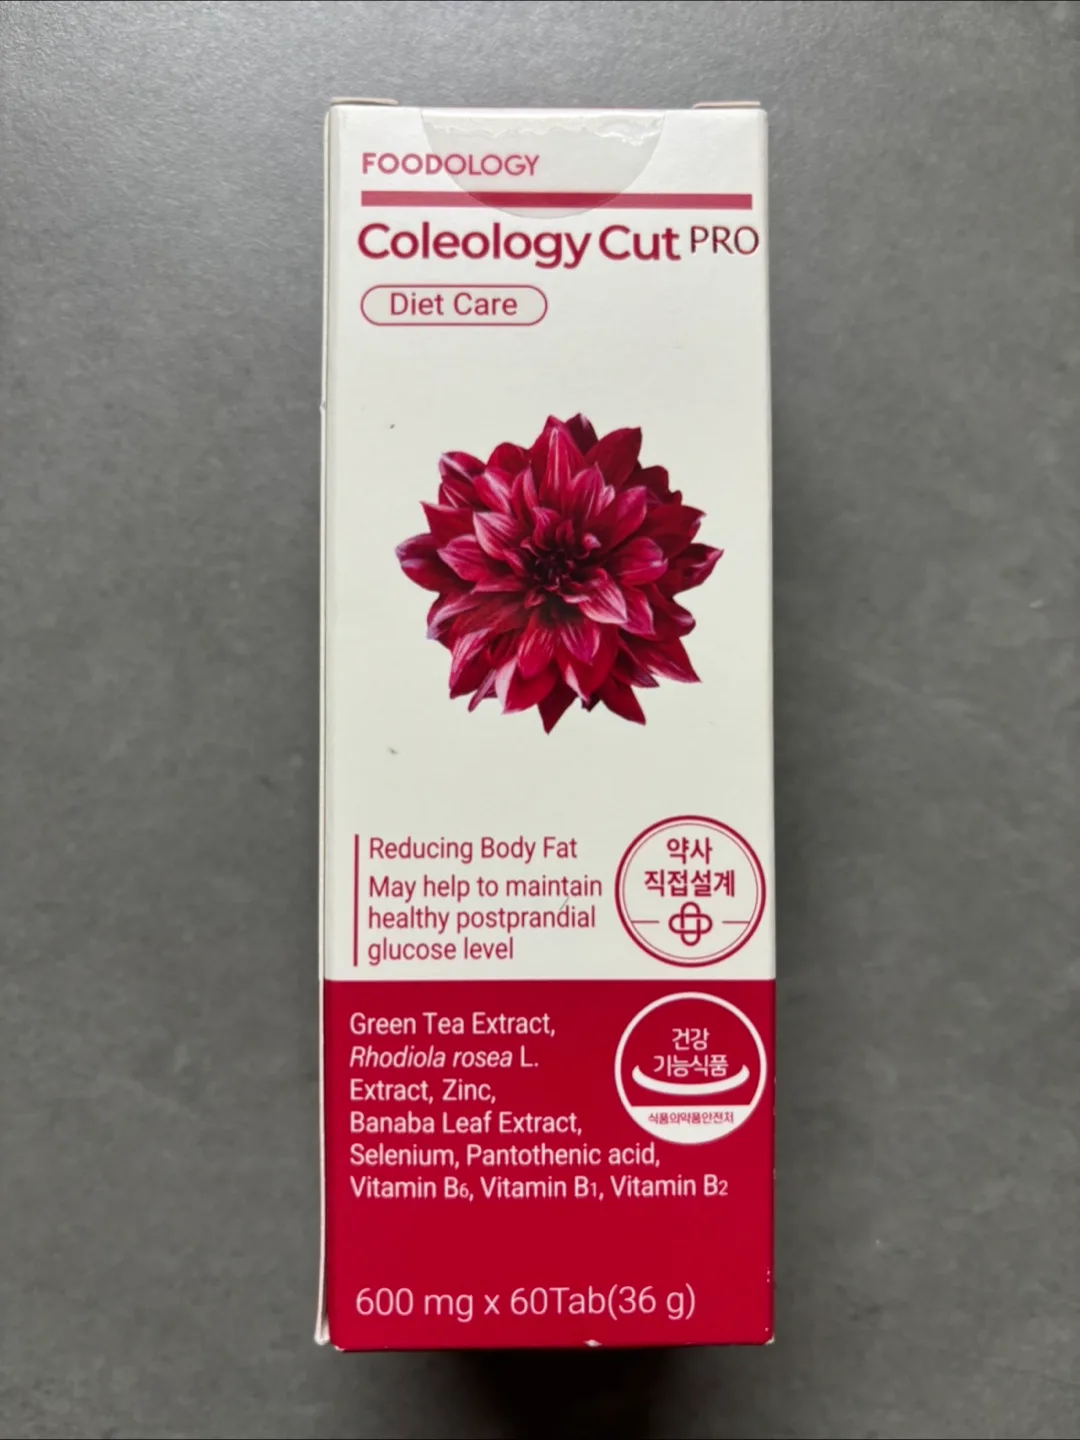 FOODOLOGY
Coleology Cut PRO
Diet Care
Reducing Body Fat
May help to maintain
healthy postprandial
glucose level
약사
직접설계
Green Tea Extract,
Rhodiola rosea L.
Extract, Zinc,
Banaba Leaf Extract,
Selenium, Pantothenic acid,
Vitamin B6, Vitamin B1, Vitamin B2
건강
기능식품
식품의약품안전처
600 mg x 60Tab(36 g)